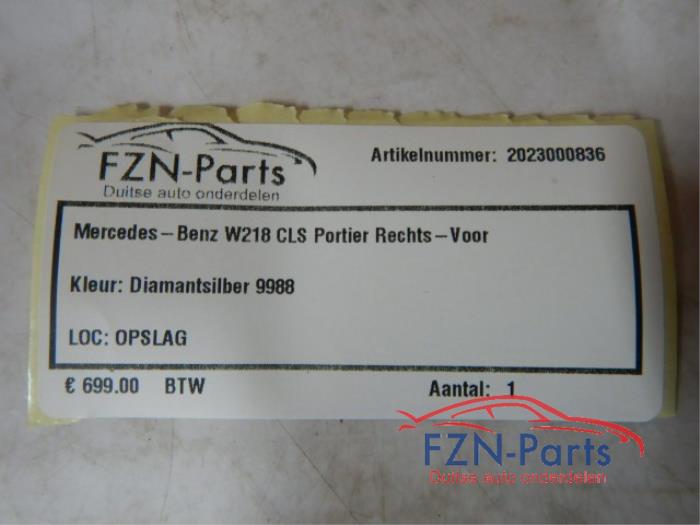 FZN-Parts
Duitse auto onderdelen
Artikelnummer: 2023000836
Mercedes-Benz W218 CLS Portier Rechts-Voor
Kleur: Diamantsilber 9988
LOC: OPSLAG
€ 699.00 BTW Aantal: 1
FZN-Parts
Duitse auto onderdelen